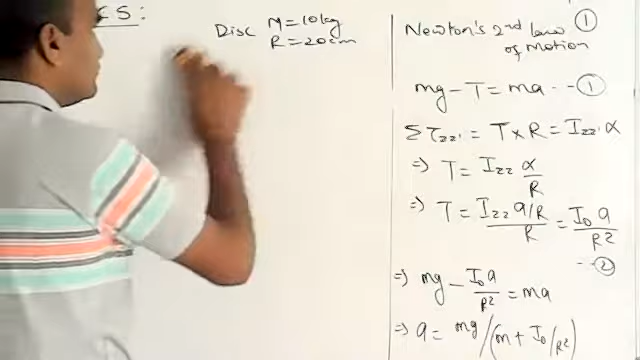 CS:
Disc M=10kg
R=20cm
Newton's 2nd law ①
of motion
mg-T=ma --①
Στzz' = T×R = Izz' α
=> T = Izz α/R
=> T = Izz a/R / R = I₀ a / R²
--②
=> mg - I₀a/R² = ma
=> a = mg/(m + I₀/R²)